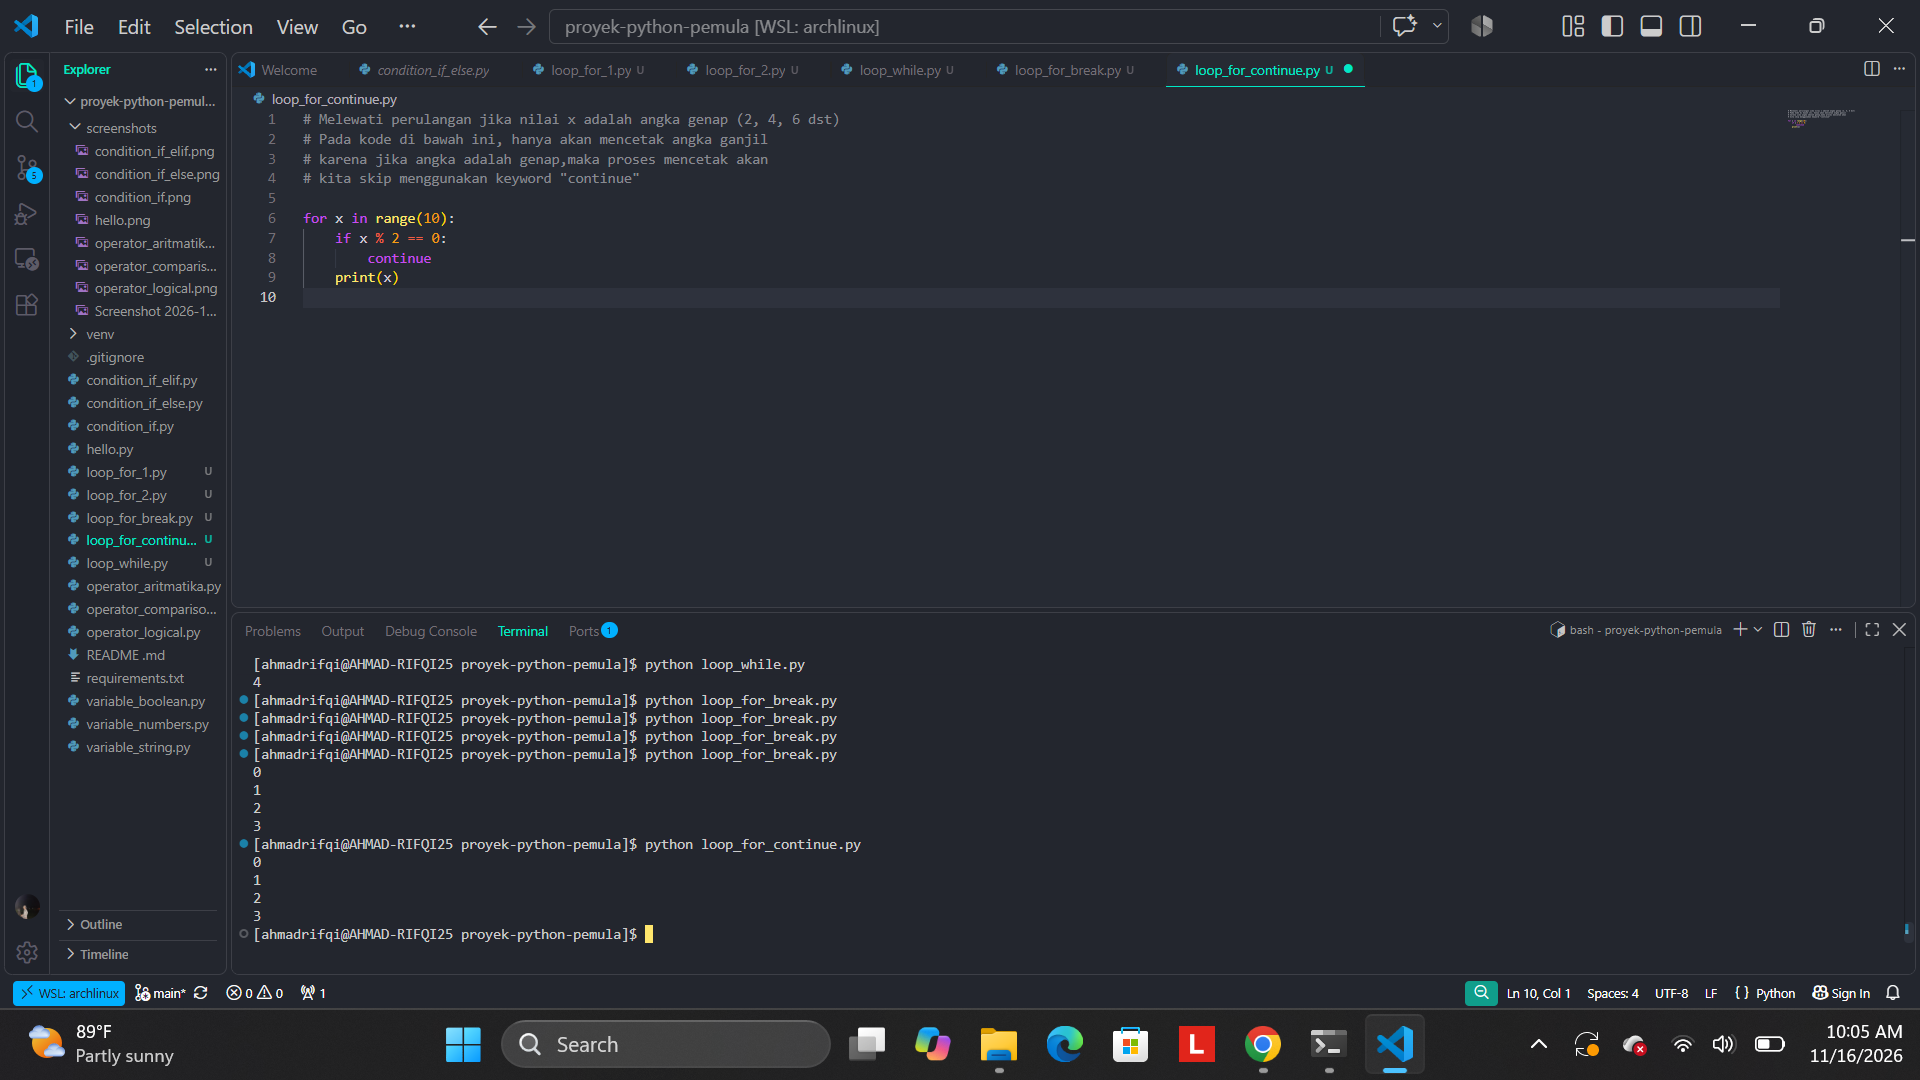 File Edit Selection View Go ···
proyek-python-pemula [WSL: archlinux]
Explorer
1
5
proyek-python-pemul...
screenshots
condition_if_elif.png
condition_if_else.png
condition_if.png
hello.png
operator_aritmatik...
operator_comparis...
operator_logical.png
Screenshot 2026-1...
venv
.gitignore
condition_if_elif.py
condition_if_else.py
condition_if.py
hello.py
loop_for_1.py U
loop_for_2.py U
loop_for_break.py U
loop_for_continu... U
loop_while.py U
operator_aritmatika.py
operator_compariso...
operator_logical.py
README .md
requirements.txt
variable_boolean.py
variable_numbers.py
variable_string.py
Outline
Timeline
Welcome condition_if_else.py loop_for_1.py U loop_for_2.py U loop_while.py U loop_for_break.py U loop_for_continue.py U
loop_for_continue.py
1 # Melewati perulangan jika nilai x adalah angka genap (2, 4, 6 dst)
2 # Pada kode di bawah ini, hanya akan mencetak angka ganjil
3 # karena jika angka adalah genap,maka proses mencetak akan
4 # kita skip menggunakan keyword "continue"
5
6 for x in range(10):
7 if x % 2 == 0:
8 continue
9 print(x)
10
Problems Output Debug Console Terminal Ports 1
bash - proyek-python-pemula
[ahmadrifqi@AHMAD-RIFQI25 proyek-python-pemula]$ python loop_while.py
4
[ahmadrifqi@AHMAD-RIFQI25 proyek-python-pemula]$ python loop_for_break.py
[ahmadrifqi@AHMAD-RIFQI25 proyek-python-pemula]$ python loop_for_break.py
[ahmadrifqi@AHMAD-RIFQI25 proyek-python-pemula]$ python loop_for_break.py
[ahmadrifqi@AHMAD-RIFQI25 proyek-python-pemula]$ python loop_for_break.py
0
1
2
3
[ahmadrifqi@AHMAD-RIFQI25 proyek-python-pemula]$ python loop_for_continue.py
0
1
2
3
[ahmadrifqi@AHMAD-RIFQI25 proyek-python-pemula]$
WSL: archlinux main* 0 0 1
Ln 10, Col 1 Spaces: 4 UTF-8 LF { } Python Sign In
89°F
Partly sunny
Search
L
10:05 AM
11/16/2026